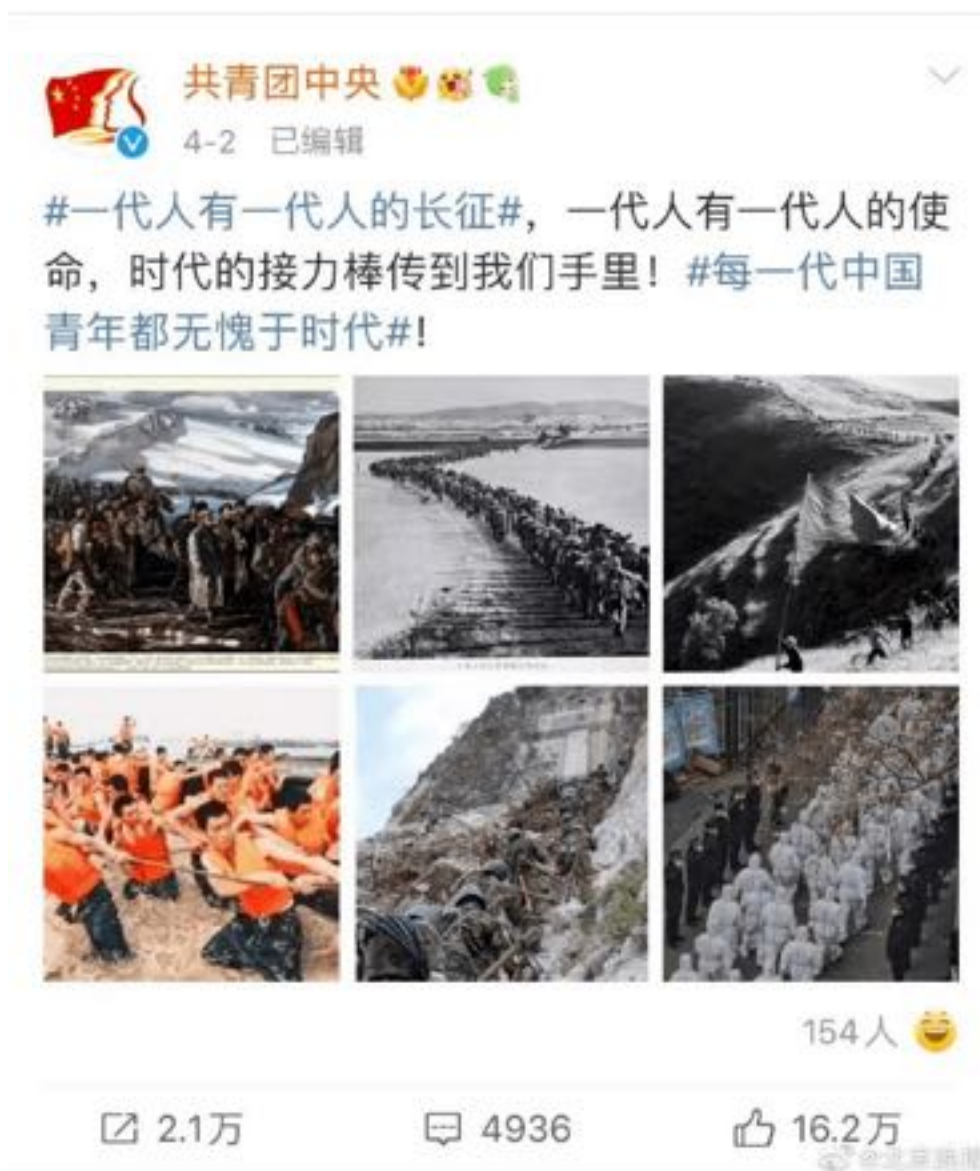 共青团中央
4-2 已编辑
#一代人有一代人的长征#，一代人有一代人的使
命，时代的接力棒传到我们手里！#每一代中国
青年都无愧于时代#！
154人
2.1万 4936 16.2万